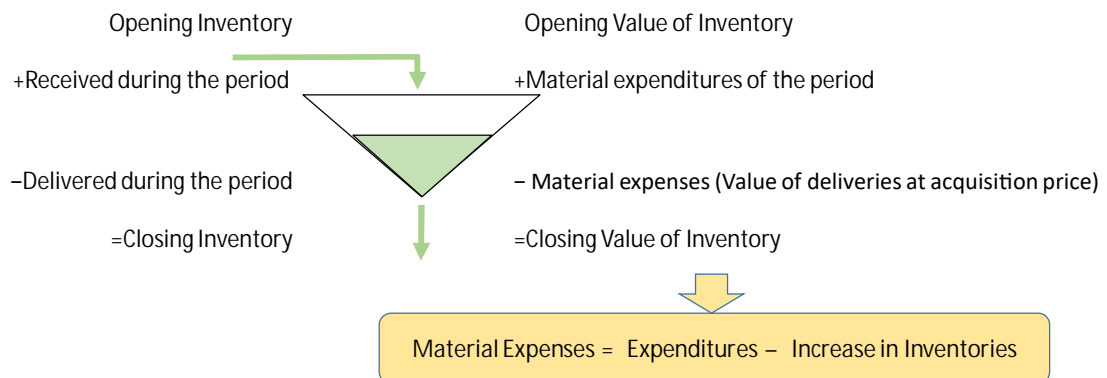 Opening Inventory
Opening Value of Inventory
+Received during the period
+Material expenditures of the period
−Delivered during the period
− Material expenses (Value of deliveries at acquisition price)
=Closing Inventory
=Closing Value of Inventory
Material Expenses = Expenditures − Increase in Inventories